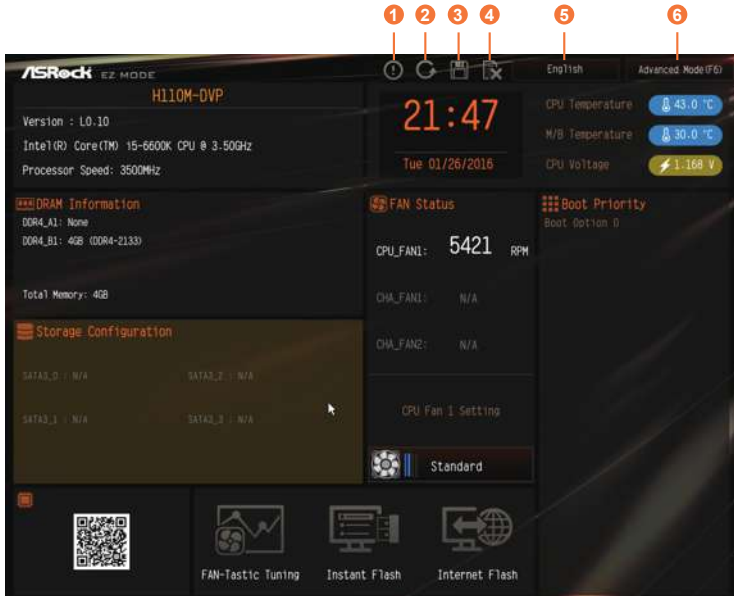 1 2 3 4 5 6
ASRock EZ MODE
English
Advanced Mode(F6)
H110M-DVP
Version : L0.10
Intel(R) Core(TM) i5-6600K CPU @ 3.50GHz
Processor Speed: 3500MHz
21:47
Tue 01/26/2016
CPU Temperature 43.0 °C
M/B Temperature 30.0 °C
CPU Voltage 1.168 V
DRAM Information
DDR4_A1: None
DDR4_B1: 4GB (DDR4-2133)
Total Memory: 4GB
Storage Configuration
SATA3_0 : N/A SATA3_2 : N/A
SATA3_1 : N/A SATA3_3 : N/A
FAN Status
CPU_FAN1: 5421 RPM
CHA_FAN1: N/A
CHA_FAN2: N/A
CPU Fan 1 Setting
Standard
Boot Priority
Boot Option 0
FAN-Tastic Tuning
Instant Flash
Internet Flash